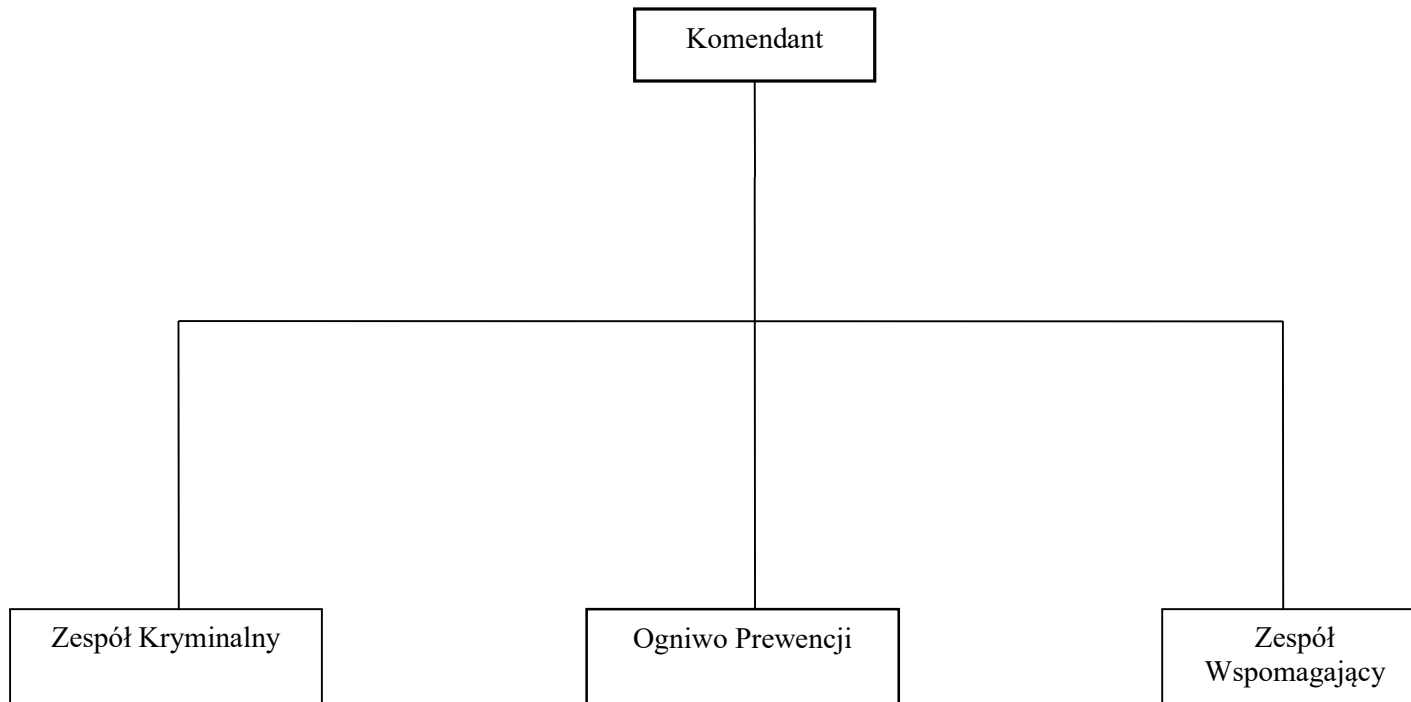 Komendant
Zespół Kryminalny
Ogniwo Prewencji
Zespół
Wspomagający